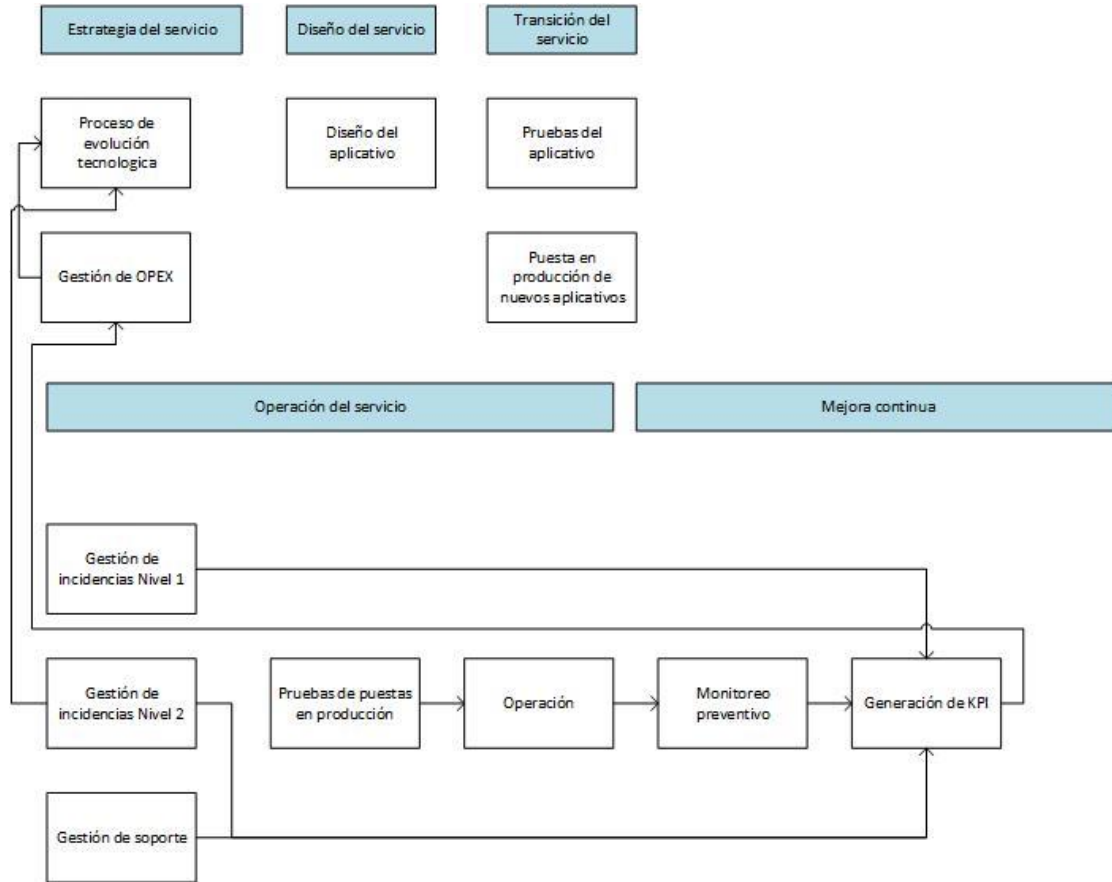 Estrategia del servicio
Diseño del servicio
Transición del
servicio
Proceso de
evolución
tecnologica
Diseño del
aplicativo
Pruebas del
aplicativo
Gestión de OPEX
Puesta en
producción de
nuevos aplicativos
Operación del servicio
Mejora continua
Gestión de
incidencias Nivel 1
Gestión de
incidencias Nivel 2
Pruebas de puestas
en producción
Operación
Monitoreo
preventivo
Generación de KPI
Gestión de soporte